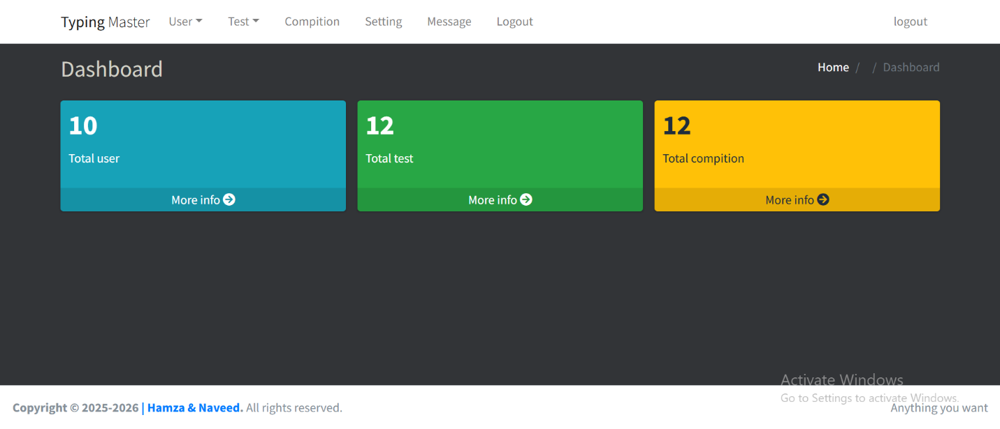 Typing Master User Test Compition Setting Message Logout logout
Dashboard Home / / Dashboard
10 12 12
Total user Total test Total compition
More info More info More info
Activate Windows
Go to Settings to activate Windows.
Copyright © 2025-2026 | Hamza & Naveed. All rights reserved. Anything you want